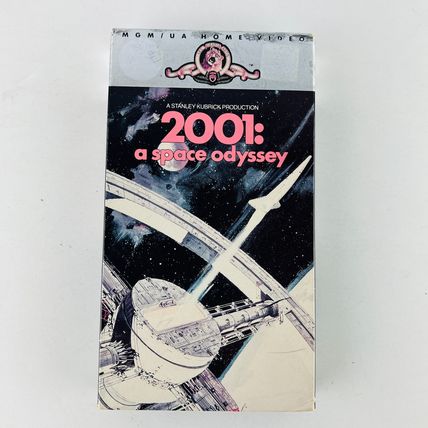 MGM/UA HOME VIDEO
A STANLEY KUBRICK PRODUCTION
2001:
a space odyssey